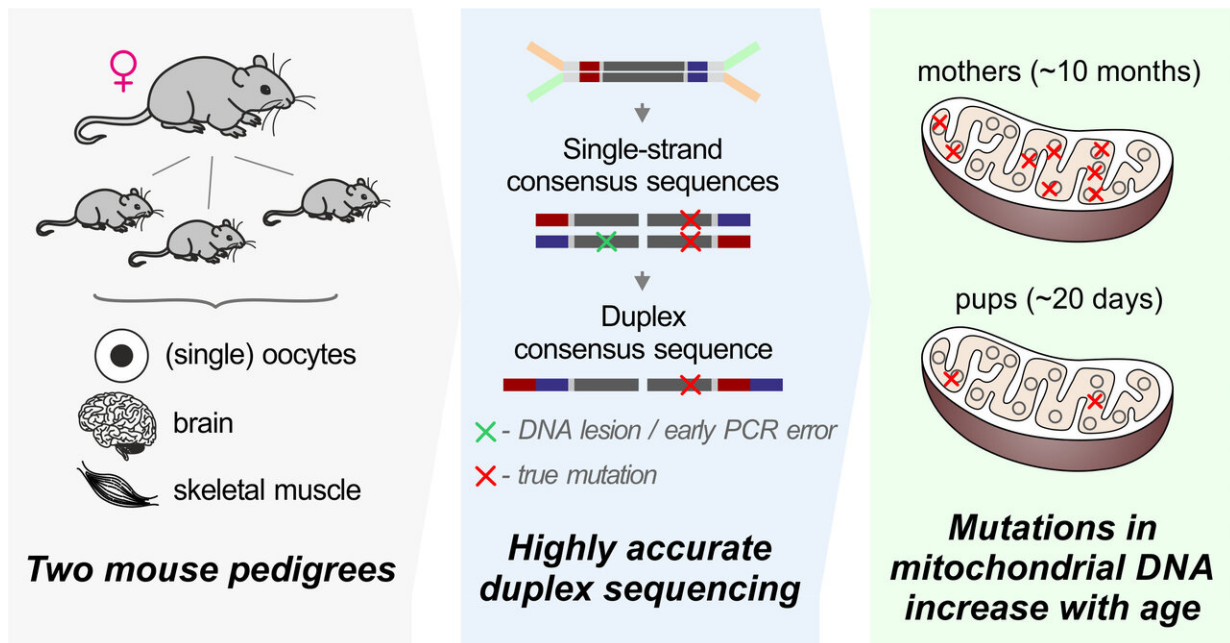 (single) oocytes
brain
skeletal muscle
Two mouse pedigrees
Single-strand
consensus sequences
Duplex
consensus sequence
- DNA lesion / early PCR error
- true mutation
Highly accurate
duplex sequencing
mothers (~10 months)
pups (~20 days)
Mutations in
mitochondrial DNA
increase with age